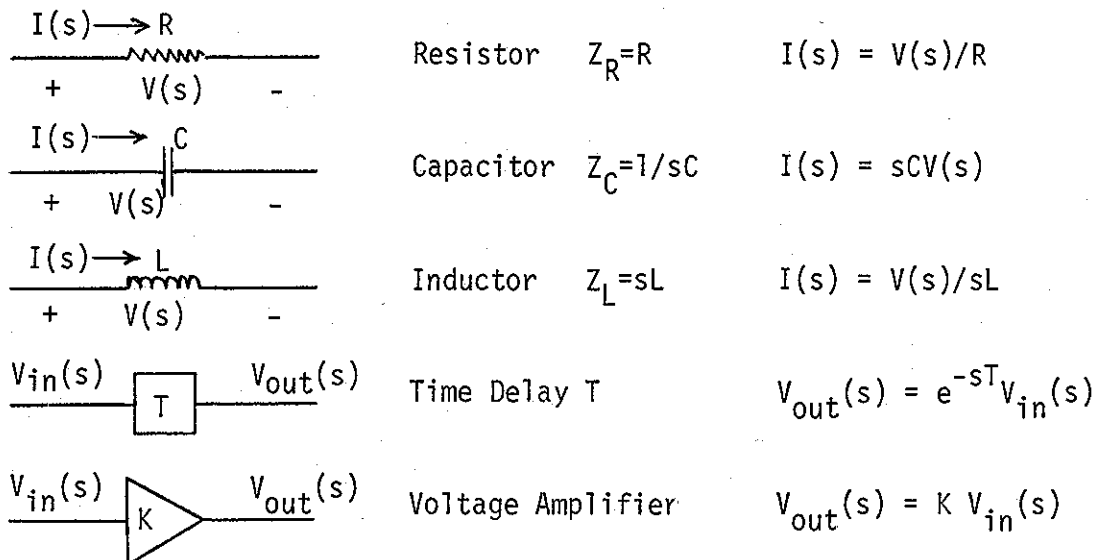 I(s) → R
+ V(s) -
Resistor Z_R=R I(s) = V(s)/R
I(s) → C
+ V(s) -
Capacitor Z_C=1/sC I(s) = sCV(s)
I(s) → L
+ V(s) -
Inductor Z_L=sL I(s) = V(s)/sL
V_in(s) T V_out(s)
Time Delay T V_out(s) = e^-sT V_in(s)
V_in(s) K V_out(s)
Voltage Amplifier V_out(s) = K V_in(s)